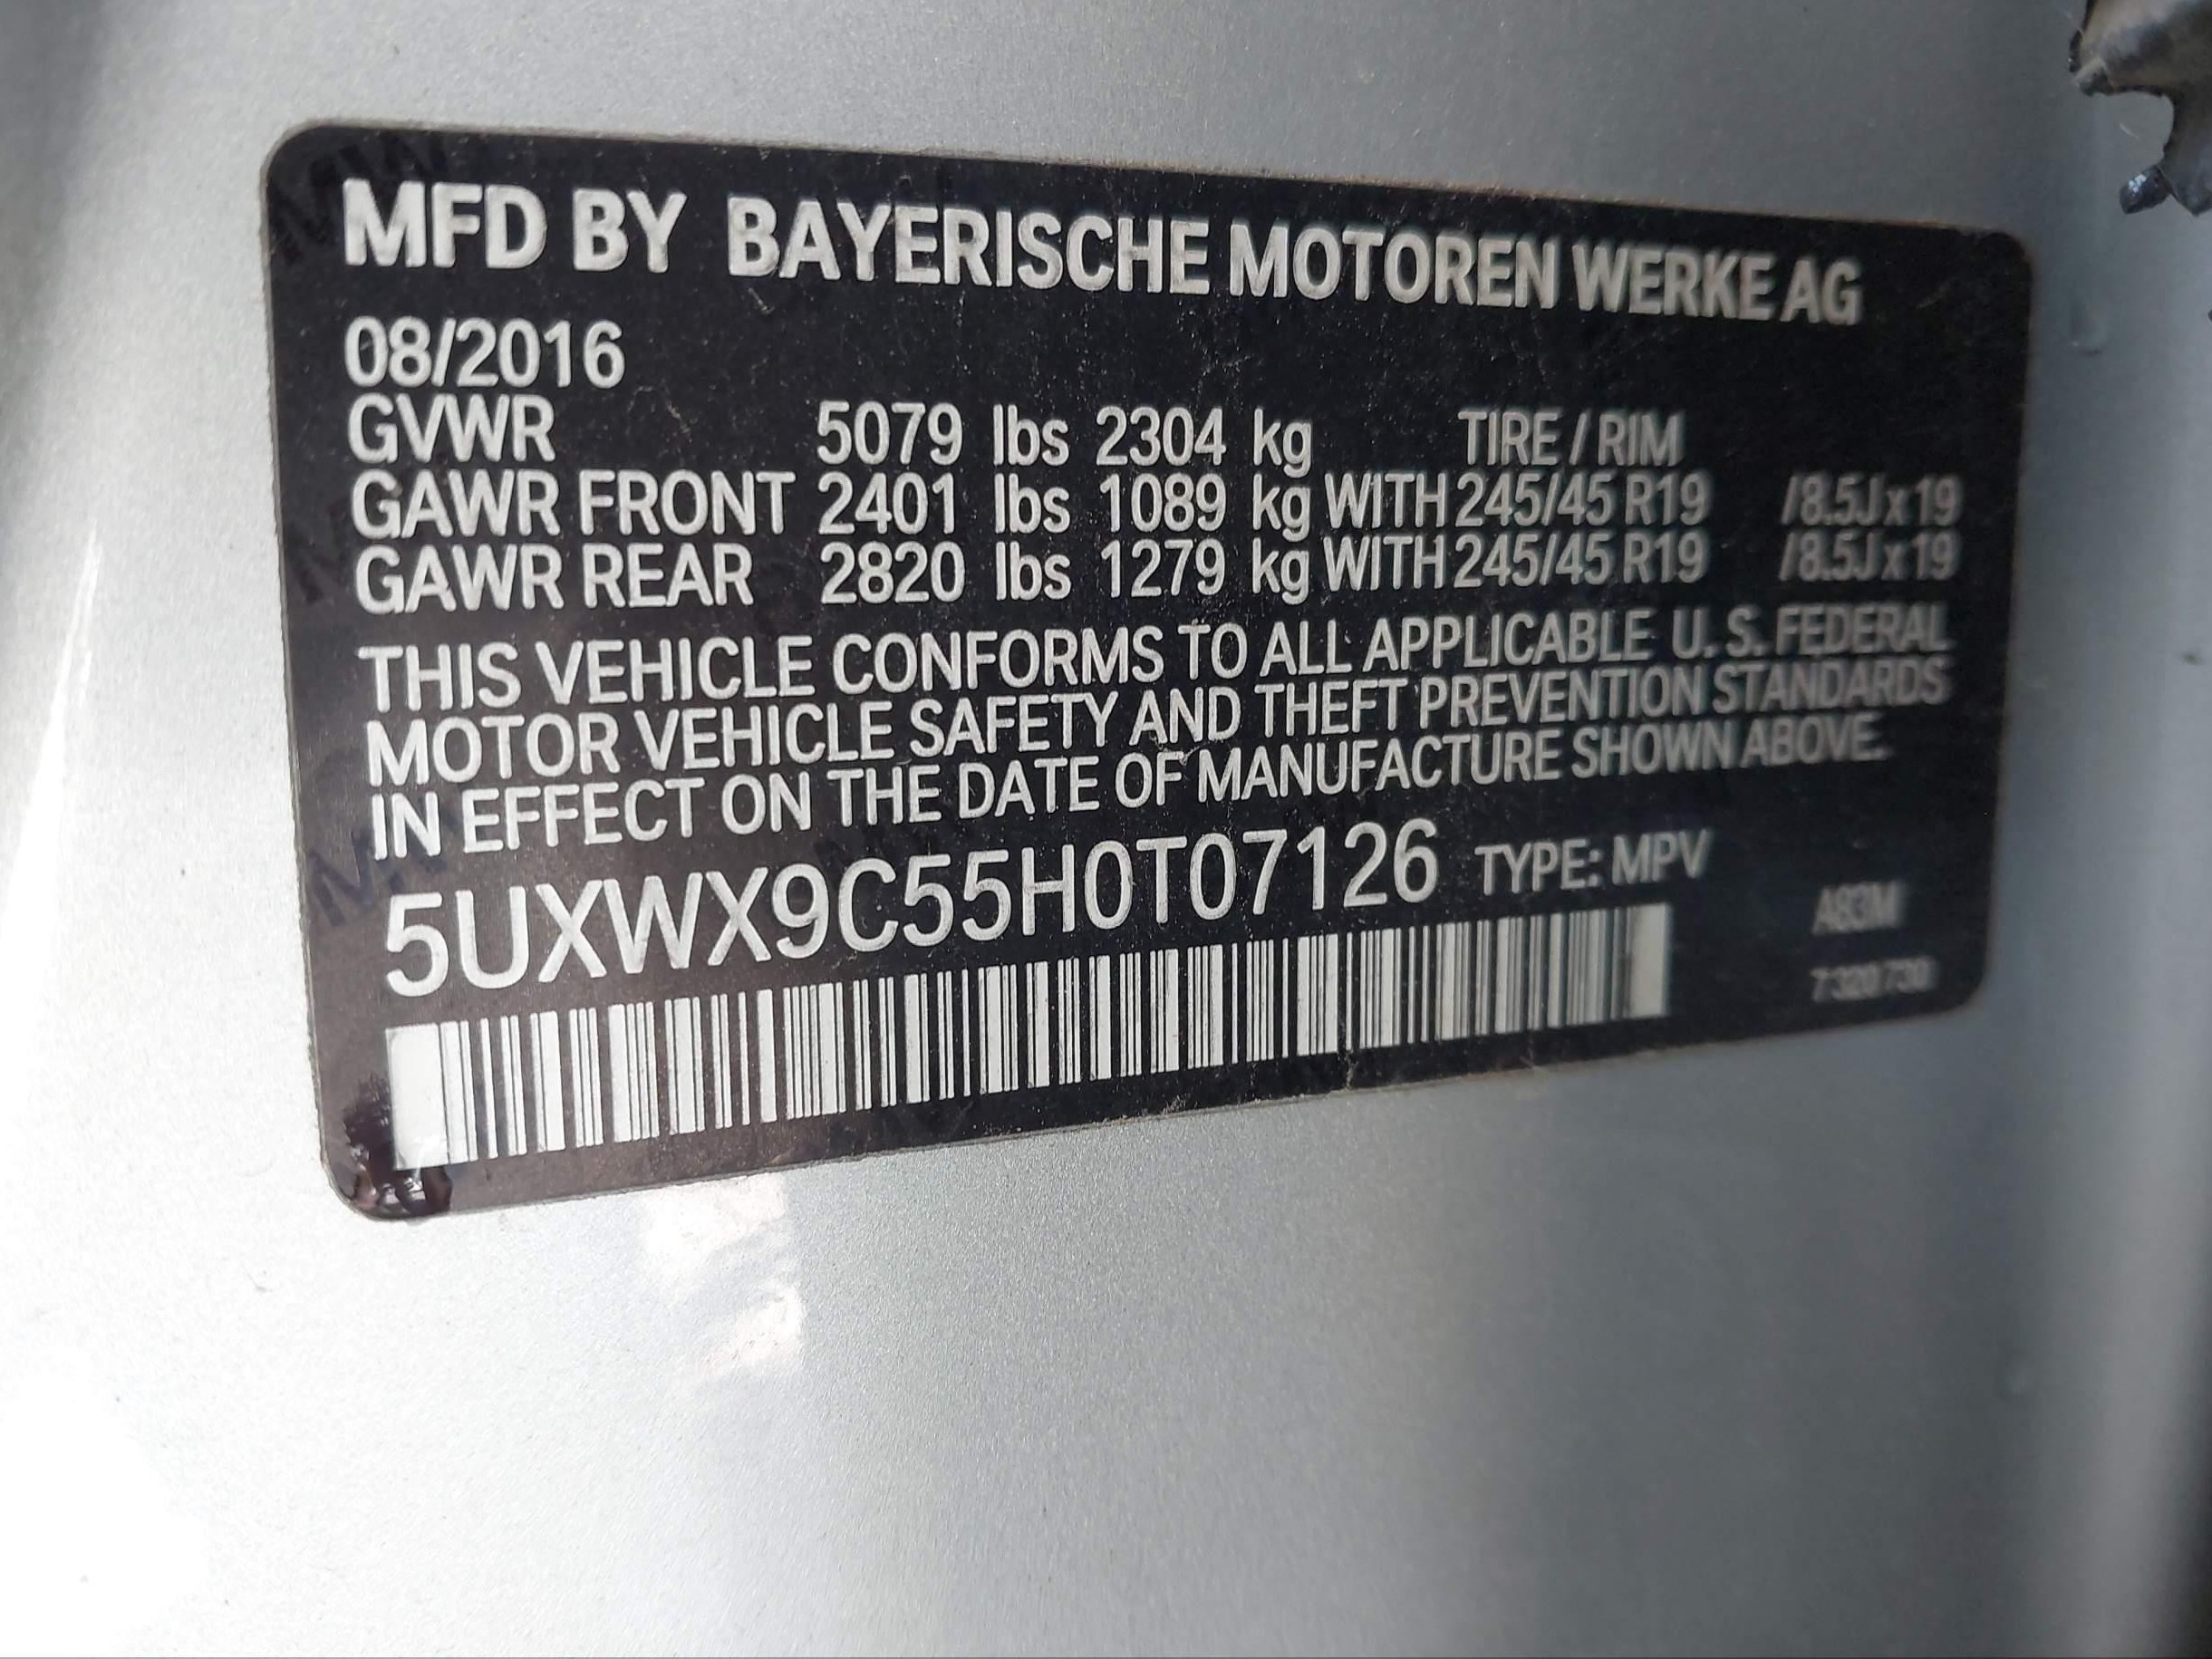 MFD BY BAYERISCHE MOTOREN WERKE AG
08/2016
GVWR 5079 lbs 2304 kg TIRE / RIM
GAWR FRONT 2401 lbs 1089 kg WITH 245/45 R19 /8.5J x 19
GAWR REAR 2820 lbs 1279 kg WITH 245/45 R19 /8.5J x 19
THIS VEHICLE CONFORMS TO ALL APPLICABLE U. S. FEDERAL
MOTOR VEHICLE SAFETY AND THEFT PREVENTION STANDARDS
IN EFFECT ON THE DATE OF MANUFACTURE SHOWN ABOVE.
5UXWX9C55H0T07126 TYPE: MPV
A83M
7 320 730